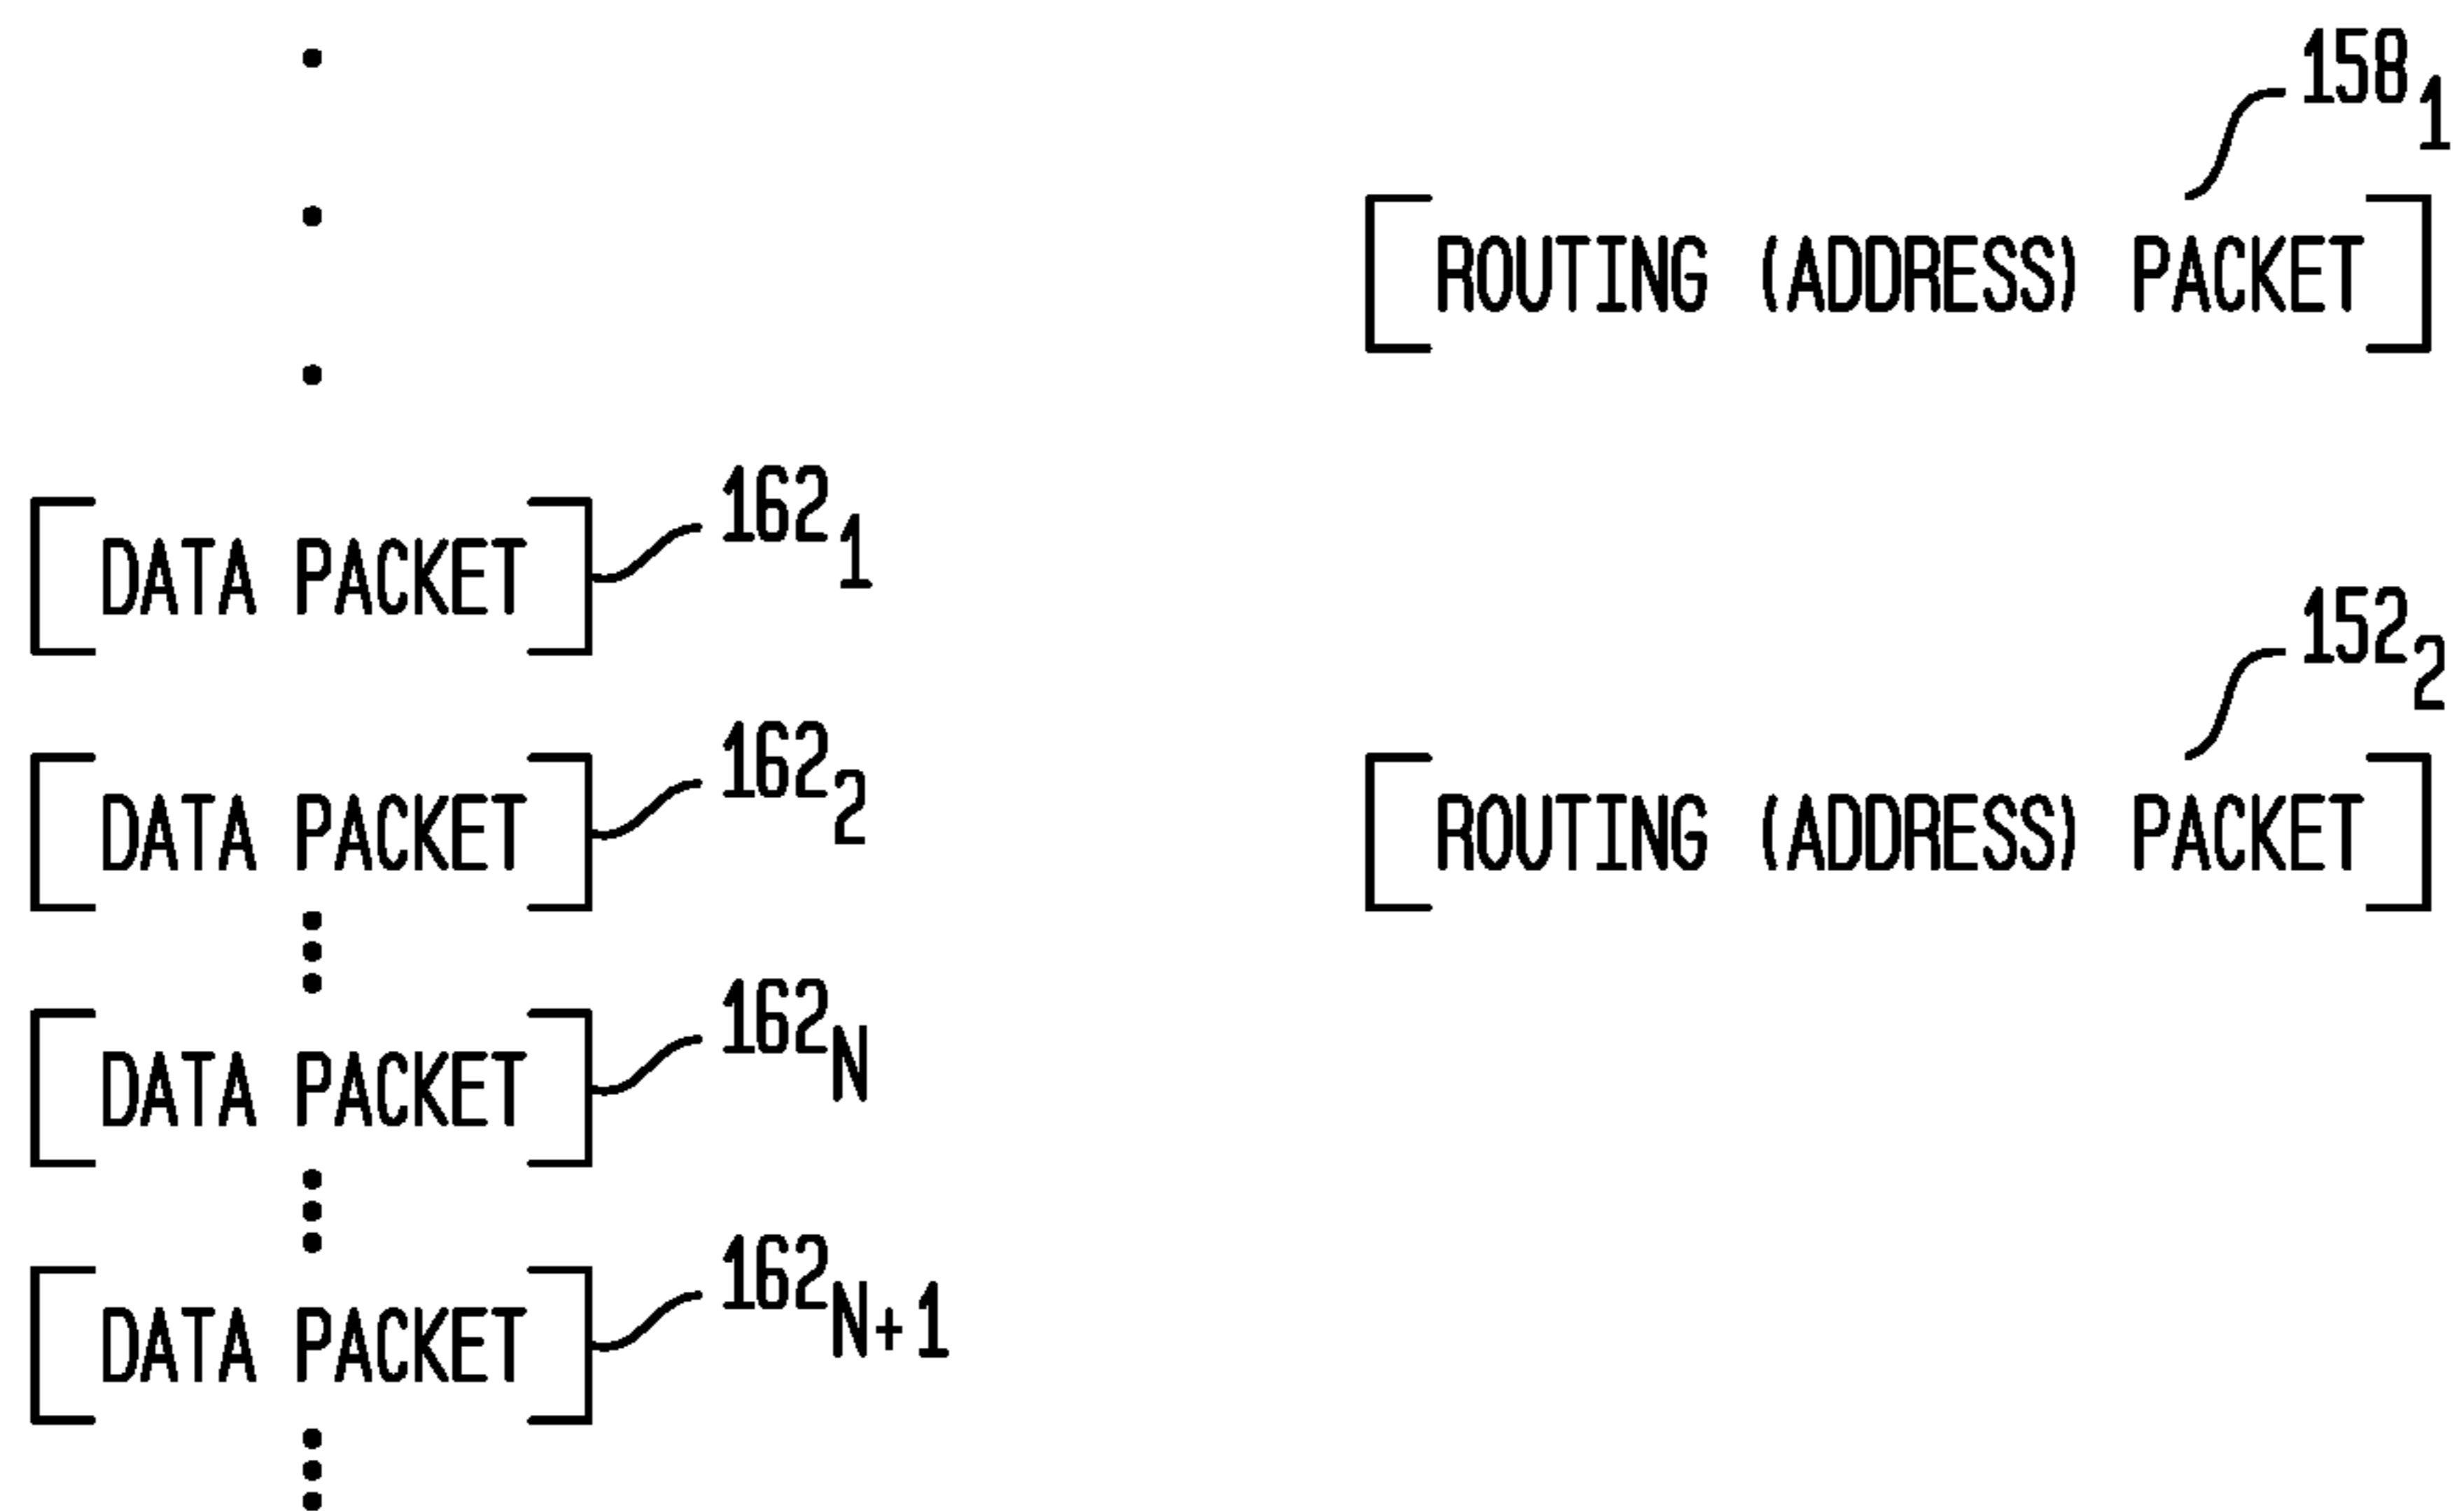 158₁
ROUTING (ADDRESS) PACKET
162₁
DATA PACKET
152₂
162₂
DATA PACKET
ROUTING (ADDRESS) PACKET
162N
DATA PACKET
162N+1
DATA PACKET